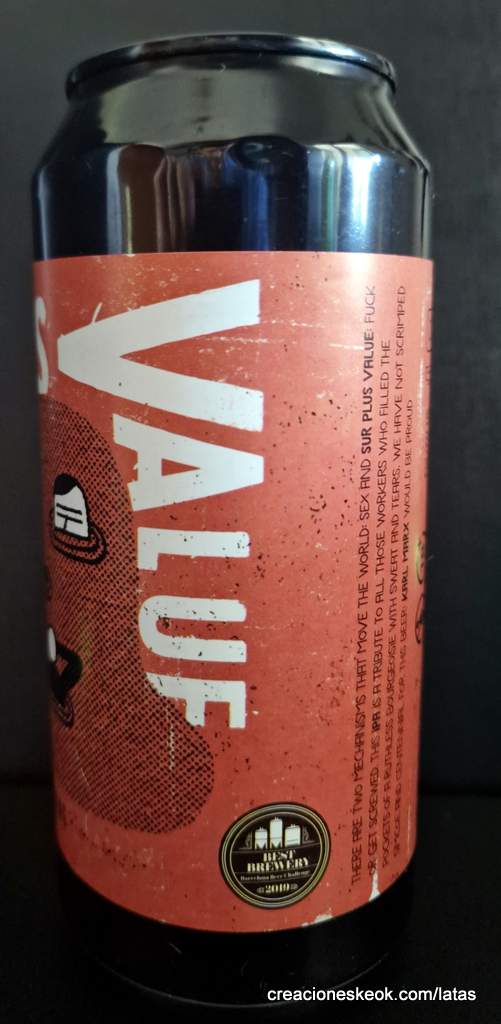 S
VALUE
THERE ARE TWO MECHANISMS THAT MOVE THE WORLD: SEX AND SUR PLUS VALUE: FUCK
OR GET SCREWED. THIS IPA IS A TRIBUTE TO ALL THOSE WORKERS WHO FILLED THE
POCKETS OF A RUTHLESS BOURGEOISIE WITH SWEAT AND TEARS. WE HAVE NOT SCRIMPED
SIMCOE AND CENTENNIAL FOR THIS BEER: KARL MARX WOULD BE PROUD
BEST
BREWERY
Barcelona Beer Challenge
2019
creacioneskeok.com/latas